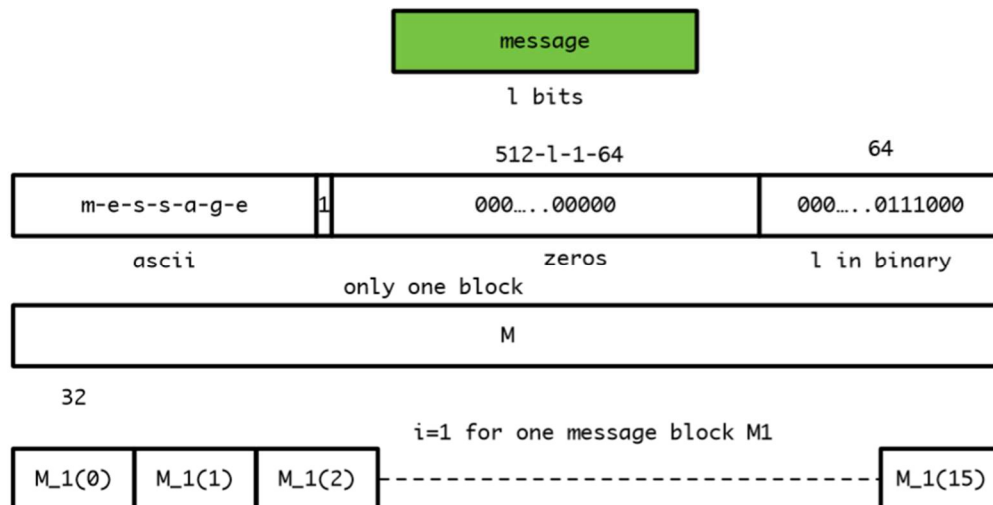 message
l bits
512-l-1-64 64
m-e-s-s-a-g-e 1 000…..00000 000…..0111000
ascii zeros l in binary
only one block
M
32
i=1 for one message block M1
M_1(0) M_1(1) M_1(2) M_1(15)